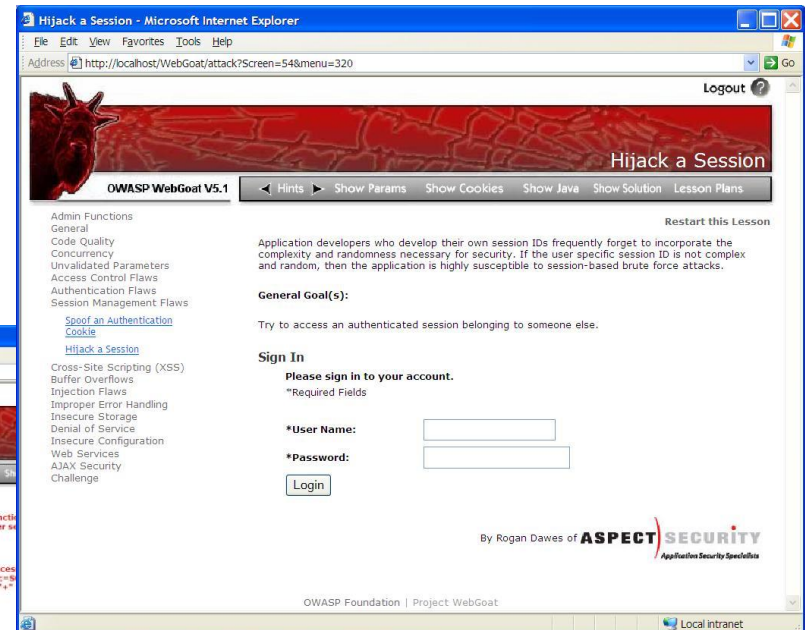 Hijack a Session - Microsoft Internet Explorer
File Edit View Favorites Tools Help
Address http://localhost/WebGoat/attack?Screen=54&menu=320 Go
Logout ?
Hijack a Session
OWASP WebGoat V5.1
Hints Show Params Show Cookies Show Java Show Solution Lesson Plans
Admin Functions
General
Code Quality
Concurrency
Unvalidated Parameters
Access Control Flaws
Authentication Flaws
Session Management Flaws
Spoof an Authentication
Cookie
Hijack a Session
Cross-Site Scripting (XSS)
Buffer Overflows
Injection Flaws
Improper Error Handling
Insecure Storage
Denial of Service
Insecure Configuration
Web Services
AJAX Security
Challenge
Restart this Lesson
Application developers who develop their own session IDs frequently forget to incorporate the
complexity and randomness necessary for security. If the user specific session ID is not complex
and random, then the application is highly susceptible to session-based brute force attacks.
General Goal(s):
Try to access an authenticated session belonging to someone else.
Sign In
Please sign in to your account.
*Required Fields
*User Name:
*Password:
Login
By Rogan Dawes of ASPECT SECURITY
Application Security Specialists
OWASP Foundation | Project WebGoat
Local intranet